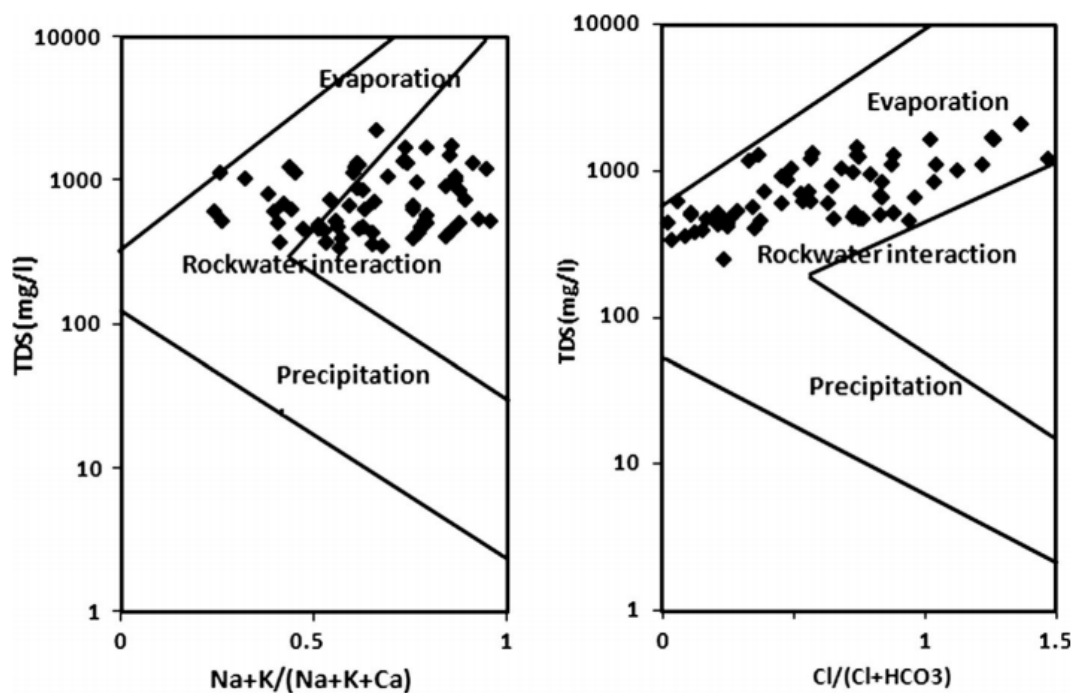 10000
1000
100
10
1
TDS(mg/l)
Evaporation
Rockwater interaction
Precipitation
0
0.5
1
Na+K/(Na+K+Ca)
10000
1000
100
10
1
TDS(mg/l)
Evaporation
Rockwater interaction
Precipitation
0
1
1.5
Cl/(Cl+HCO3)